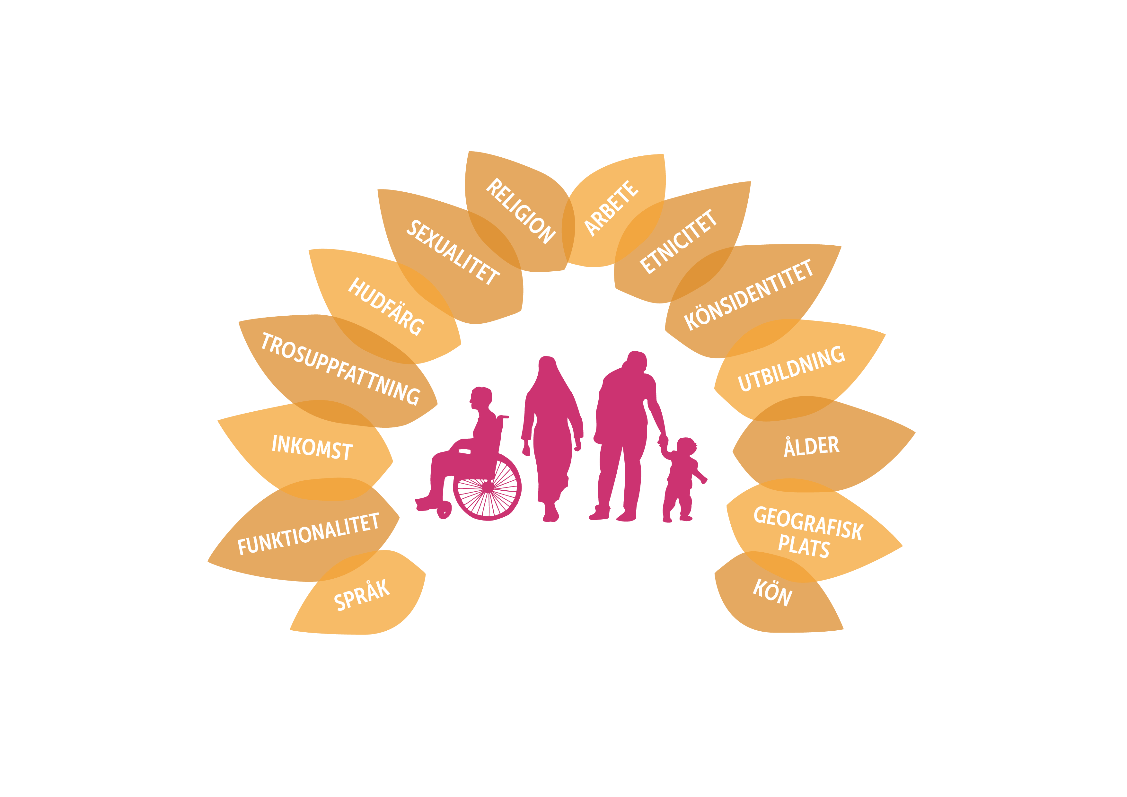 SPRÅK
FUNKTIONALITET
INKOMST
TROSUPPFATTNING
HUDFÄRG
SEXUALITET
RELIGION
ARBETE
ETNICITET
KÖNSIDENTITET
UTBILDNING
ÅLDER
GEOGRAFISK
PLATS
KÖN